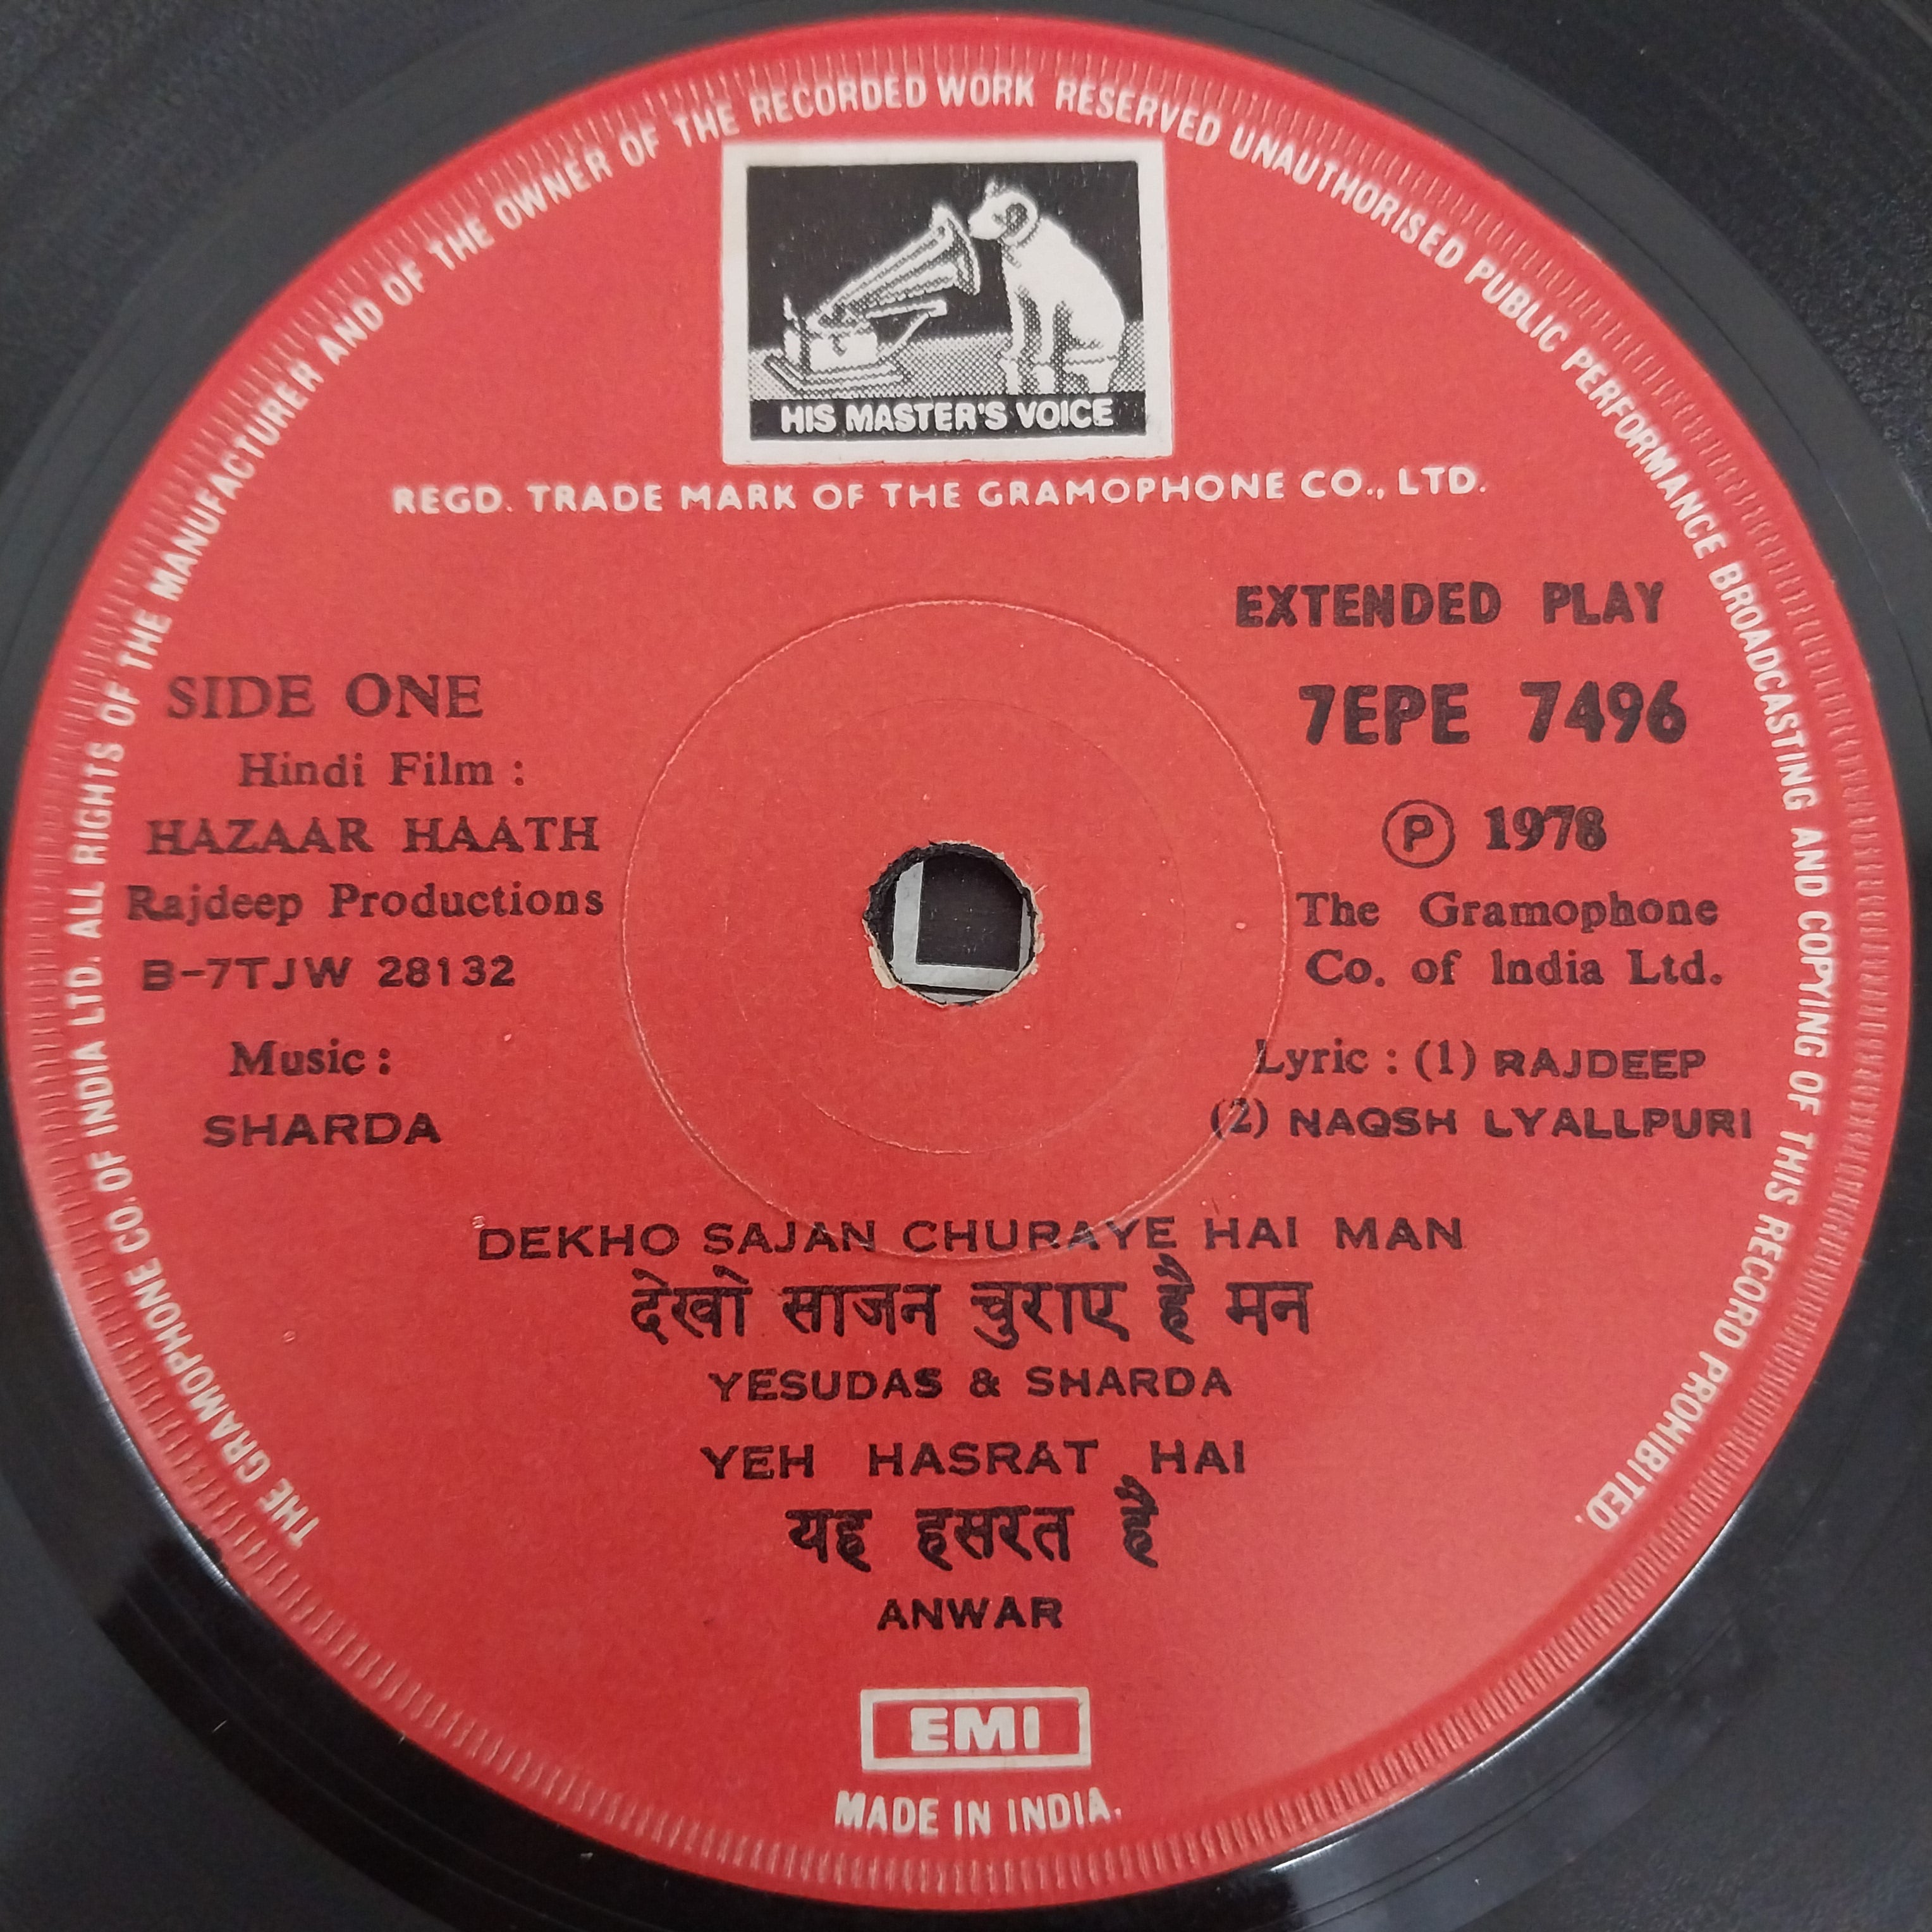 THE GRAMOPHONE CO. OF INDIA LTD. ALL RIGHTS OF THE MANUFACTURER AND OF THE OWNER OF THE RECORDED WORK RESERVED UNAUTHORISED PUBLIC PERFORMANCE BROADCASTING AND COPYING OF THIS RECORD PROHIBITED.
HIS MASTER'S VOICE
REGD. TRADE MARK OF THE GRAMOPHONE CO., LTD.
EXTENDED PLAY
7EPE 7496
Ⓟ 1978
The Gramophone
Co. of India Ltd.
Lyric : (1) RAJDEEP
(2) NAQSH LYALLPURI
SIDE ONE
Hindi Film :
HAZAAR HAATH
Rajdeep Productions
B-7TJW 28132
Music :
SHARDA
DEKHO SAJAN CHURAYE HAI MAN
देखो साजन चुराए है मन
YESUDAS & SHARDA
YEH HASRAT HAI
यह हसरत है
ANWAR
EMI
MADE IN INDIA.